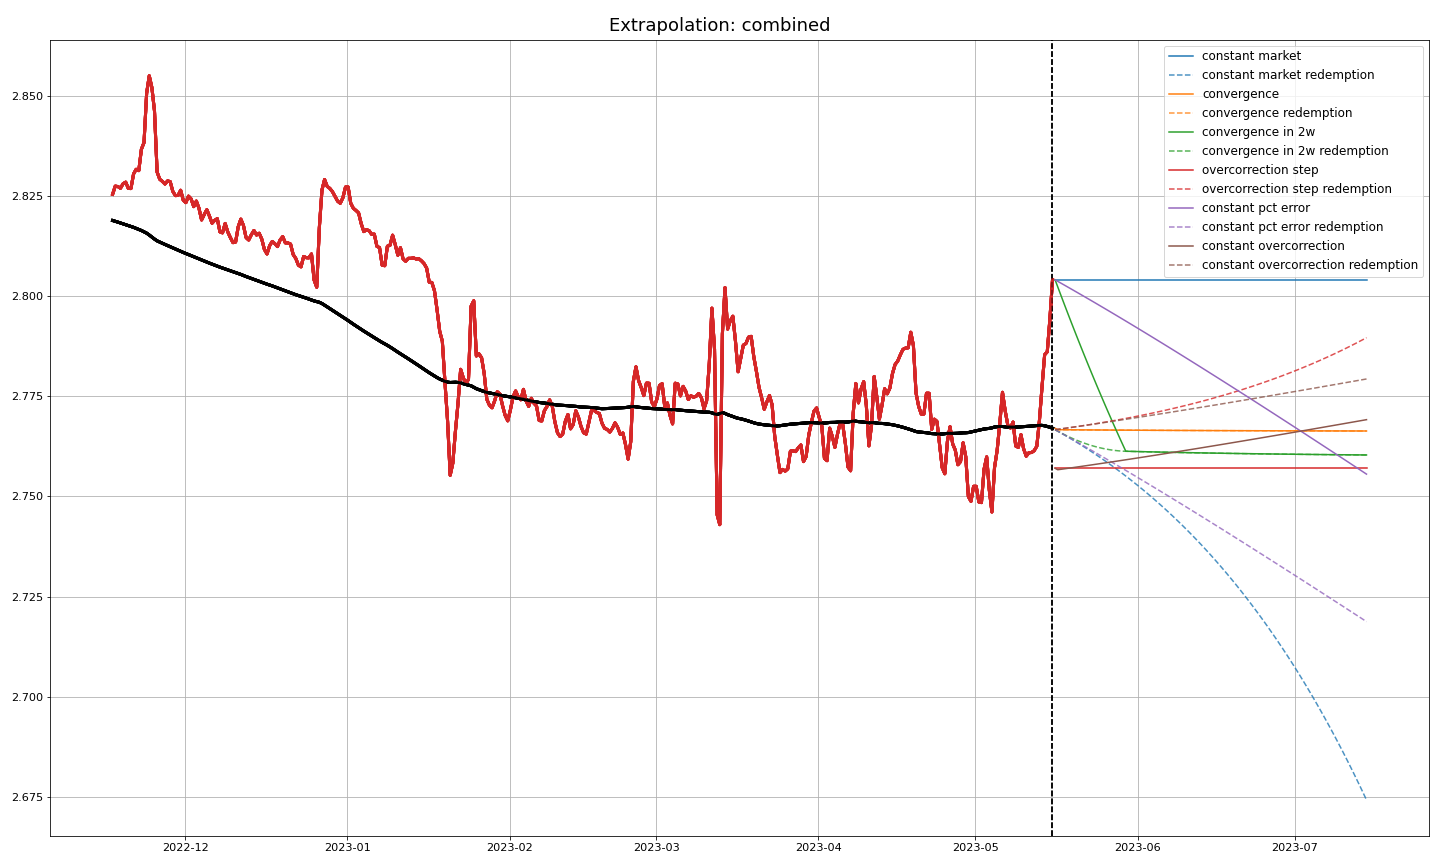 Extrapolation: combined
constant market
constant market redemption
convergence
convergence redemption
convergence in 2w
convergence in 2w redemption
overcorrection step
overcorrection step redemption
constant pct error
constant pct error redemption
constant overcorrection
constant overcorrection redemption
2.850
2.825
2.800
2.775
2.750
2.725
2.700
2.675
2022-12 2023-01 2023-02 2023-03 2023-04 2023-05 2023-06 2023-07